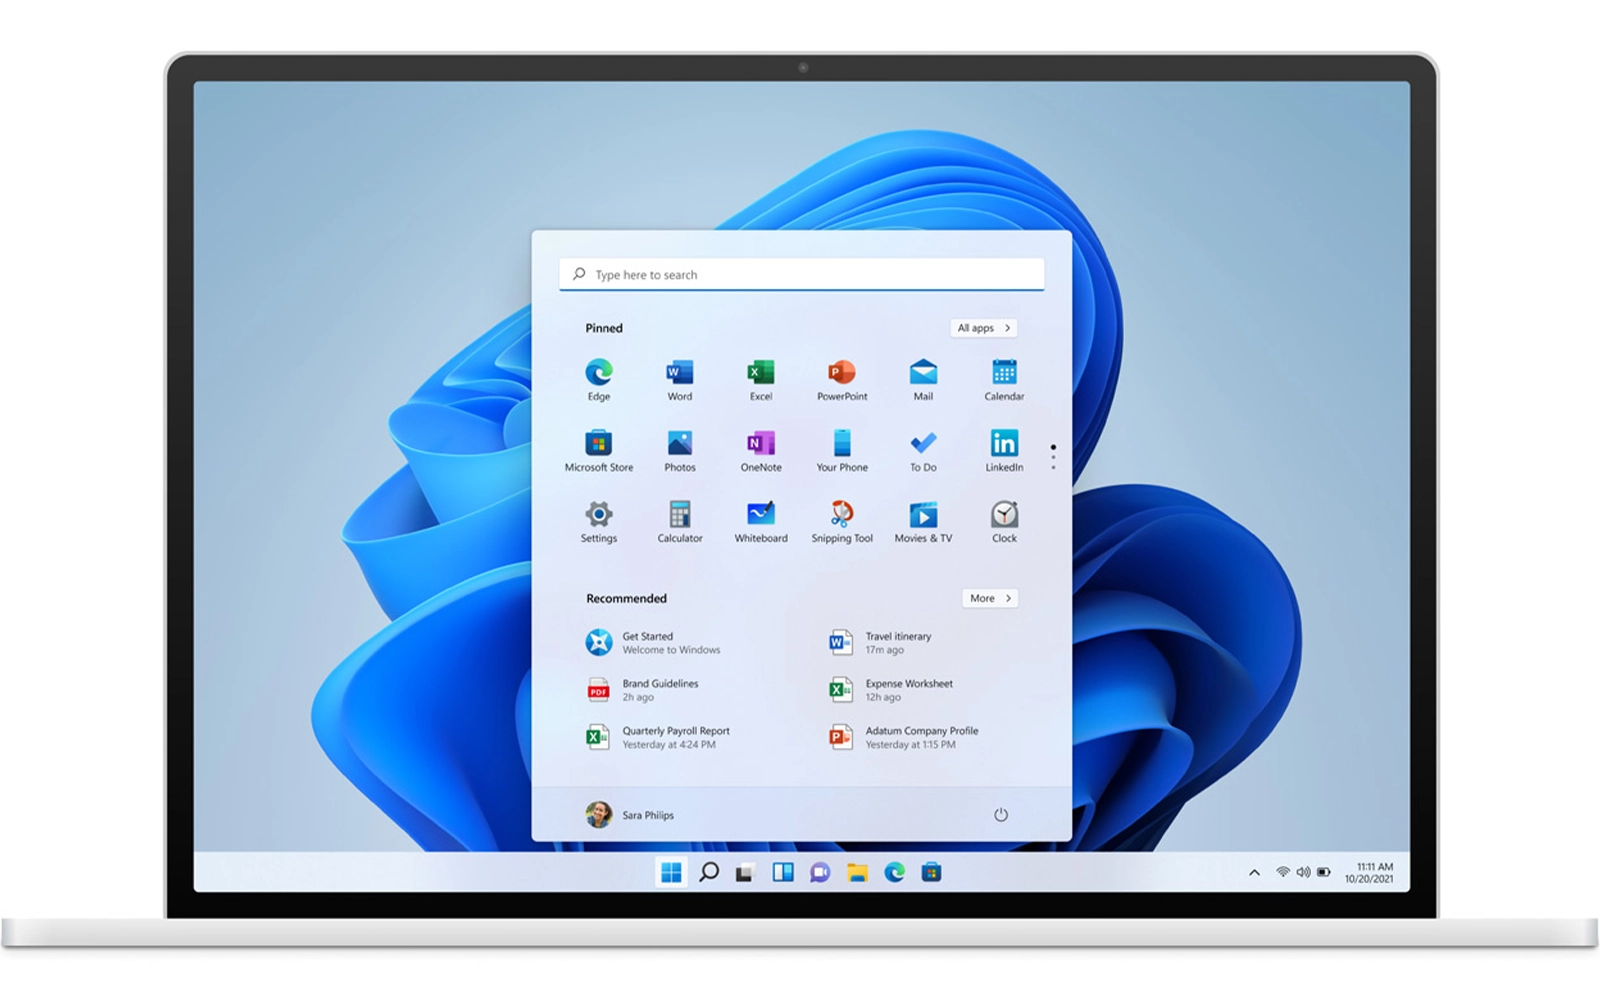 Type here to search
Pinned
All apps
Edge
Word
Excel
PowerPoint
Mail
Calendar
Microsoft Store
Photos
OneNote
Your Phone
To Do
LinkedIn
Settings
Calculator
Whiteboard
Snipping Tool
Movies & TV
Clock
Recommended
More
Get Started
Welcome to Windows
Travel itinerary
17m ago
Brand Guidelines
2h ago
Expense Worksheet
12h ago
Quarterly Payroll Report
Yesterday at 4:24 PM
Adatum Company Profile
Yesterday at 1:15 PM
Sara Philips
11:11 AM
10/20/2021